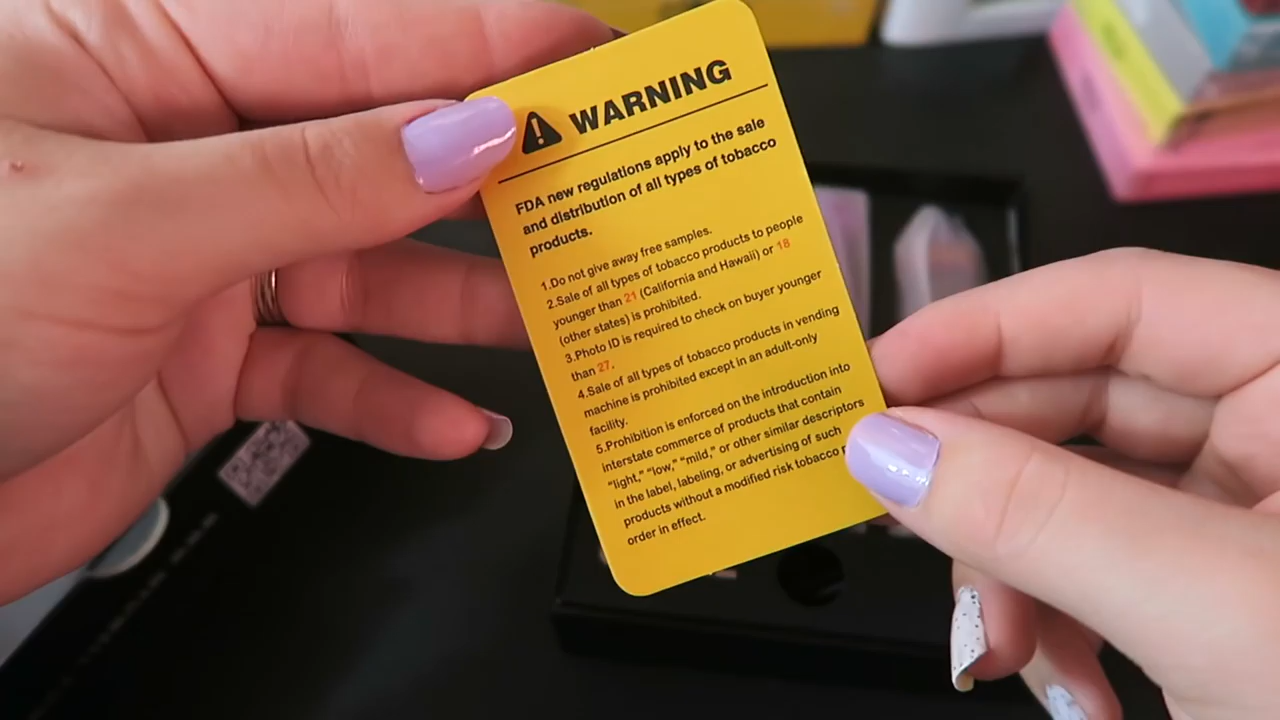 WARNING
FDA new regulations apply to the sale
and distribution of all types of tobacco
products.
1.Do not give away free samples.
2.Sale of all types of tobacco products to people
younger than 21 (California and Hawaii) or 18
(other states) is prohibited.
3.Photo ID is required to check on buyer younger
than 27.
4.Sale of all types of tobacco products in vending
machine is prohibited except in an adult-only
facility.
5.Prohibition is enforced on the introduction into
interstate commerce of products that contain
“light,” “low,” “mild,” or other similar descriptors
in the label, labeling, or advertising of such
products without a modified risk tobacco
order in effect.